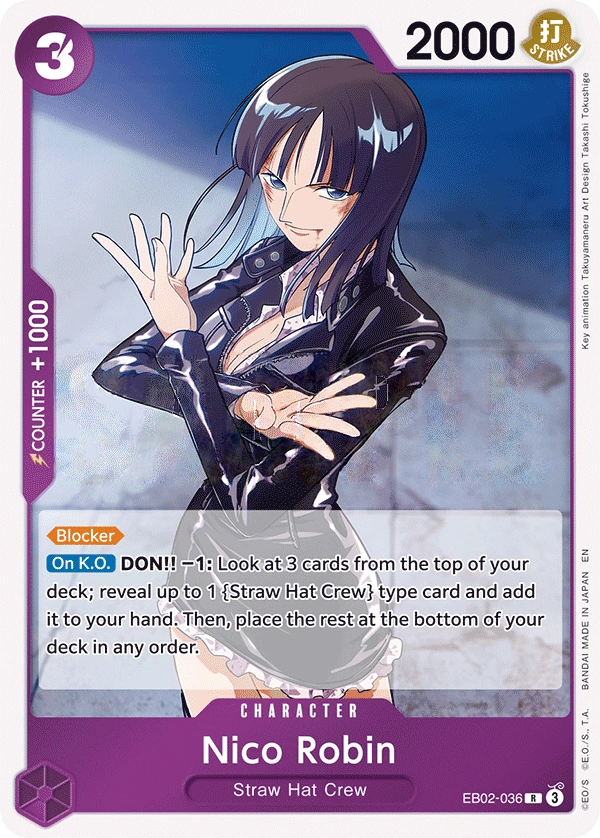 3
2000
打
STRIKE
Key animation Takuyamaneru Art Design Takashi Tokushige
COUNTER +1000
Blocker
On K.O. DON!! −1: Look at 3 cards from the top of your
deck; reveal up to 1 {Straw Hat Crew} type card and add
it to your hand. Then, place the rest at the bottom of your
deck in any order.
©EO/S ©E.O./S., T.A. BANDAI MADE IN JAPAN EN
CHARACTER
Nico Robin
Straw Hat Crew
EB02-036 R 3